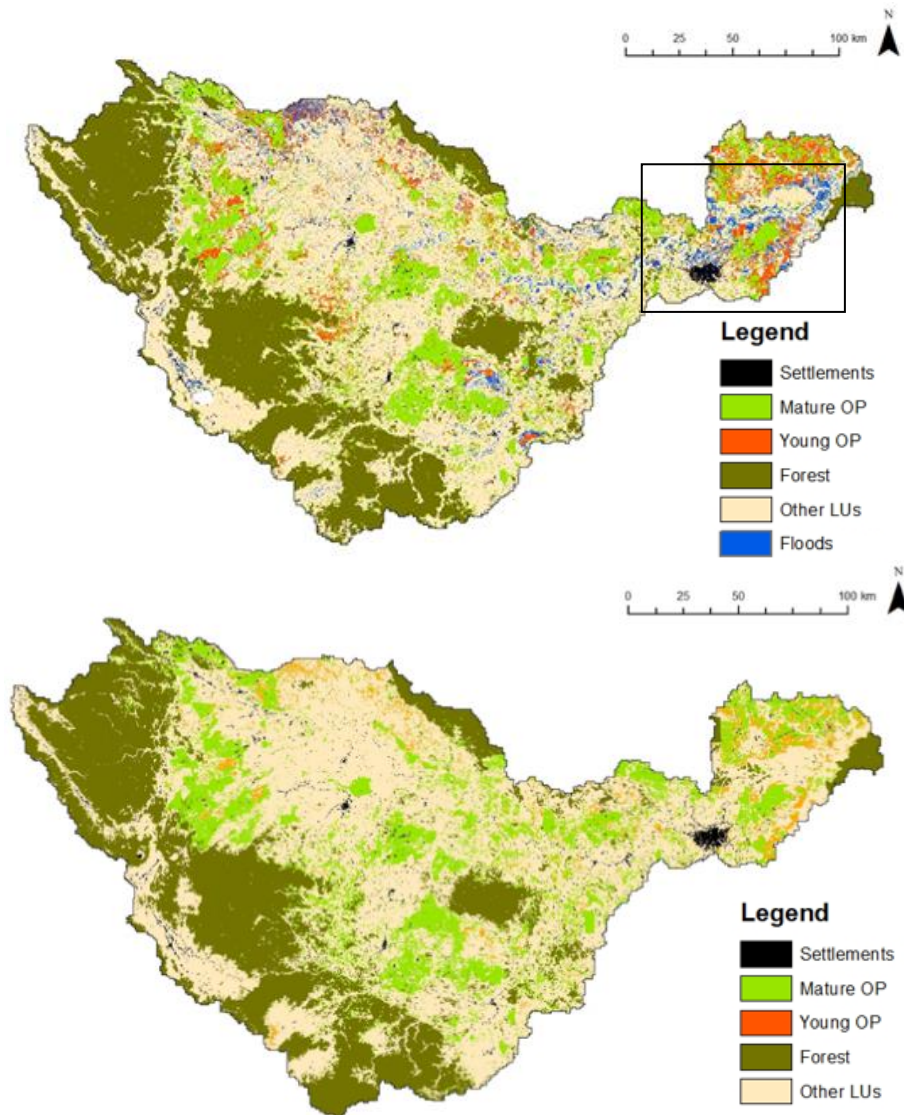 N
0 25 50 100 km
Legend
Settlements
Mature OP
Young OP
Forest
Other LUs
Floods
N
0 25 50 100 km
Legend
Settlements
Mature OP
Young OP
Forest
Other LUs